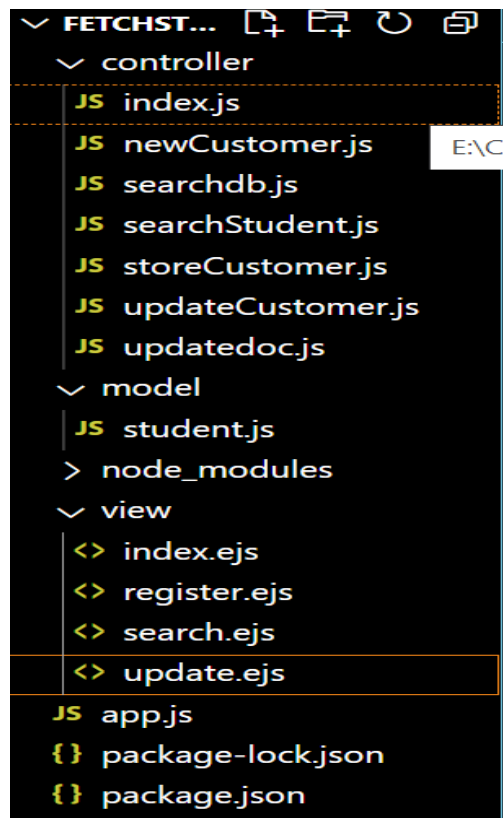 FETCHST...
controller
JS index.js
JS newCustomer.js
E:\C
JS searchdb.js
JS searchStudent.js
JS storeCustomer.js
JS updateCustomer.js
JS updatedoc.js
model
JS student.js
node_modules
view
<> index.ejs
<> register.ejs
<> search.ejs
<> update.ejs
JS app.js
{} package-lock.json
{} package.json